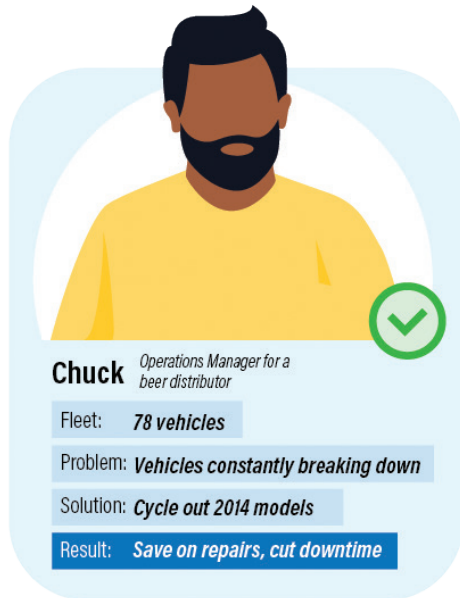 Chuck Operations Manager for a
beer distributor
Fleet: 78 vehicles
Problem: Vehicles constantly breaking down
Solution: Cycle out 2014 models
Result: Save on repairs, cut downtime